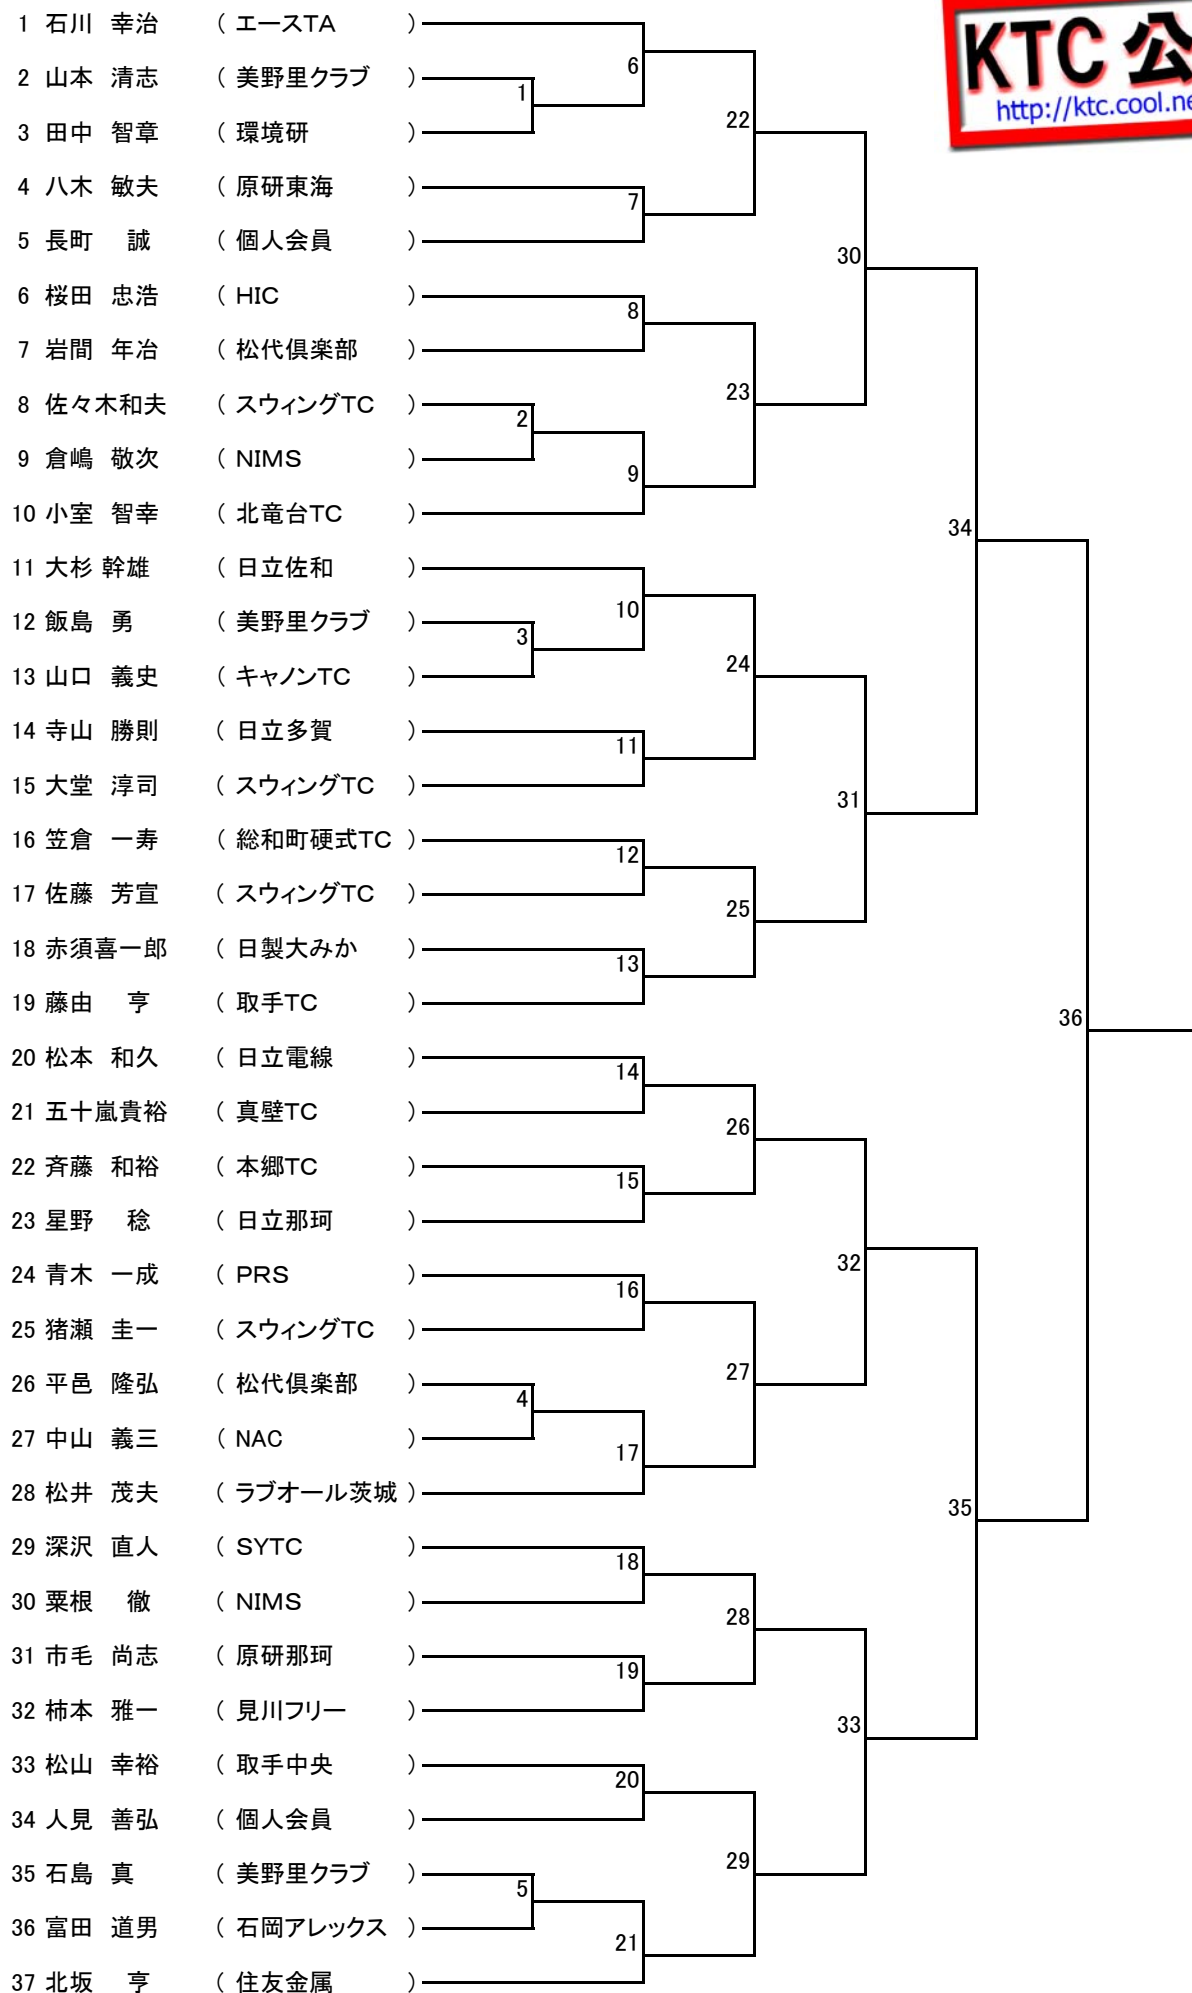 1 石川 幸治 ( エースTA )
2 山本 清志 ( 美野里クラブ )
3 田中 智章 ( 環境研 )
4 八木 敏夫 ( 原研東海 )
5 長町 誠 ( 個人会員 )
6 桜田 忠浩 ( HIC )
7 岩間 年冶 ( 松代倶楽部 )
8 佐々木和夫 ( スウィングTC )
9 倉嶋 敬次 ( NIMS )
10 小室 智幸 ( 北竜台TC )
11 大杉 幹雄 ( 日立佐和 )
12 飯島 勇 ( 美野里クラブ )
13 山口 義史 ( キャノンTC )
14 寺山 勝則 ( 日立多賀 )
15 大堂 淳司 ( スウィングTC )
16 笠倉 一寿 ( 総和町硬式TC )
17 佐藤 芳宣 ( スウィングTC )
18 赤須喜一郎 ( 日製大みか )
19 藤由 亨 ( 取手TC )
20 松本 和久 ( 日立電線 )
21 五十嵐貴裕 ( 真壁TC )
22 斉藤 和裕 ( 本郷TC )
23 星野 稔 ( 日立那珂 )
24 青木 一成 ( PRS )
25 猪瀬 圭一 ( スウィングTC )
26 平邑 隆弘 ( 松代倶楽部 )
27 中山 義三 ( NAC )
28 松井 茂夫 ( ラブオール茨城 )
29 深沢 直人 ( SYTC )
30 粟根 徹 ( NIMS )
31 市毛 尚志 ( 原研那珂 )
32 柿本 雅一 ( 見川フリー )
33 松山 幸裕 ( 取手中央 )
34 人見 善弘 ( 個人会員 )
35 石島 真 ( 美野里クラブ )
36 富田 道男 ( 石岡アレックス )
37 北坂 亨 ( 住友金属 )
1
2
3
4
5
6
7
8
9
10
11
12
13
14
15
16
17
18
19
20
21
22
23
24
25
26
27
28
29
30
31
32
33
34
35
36
KTC 公
http://ktc.cool.ne